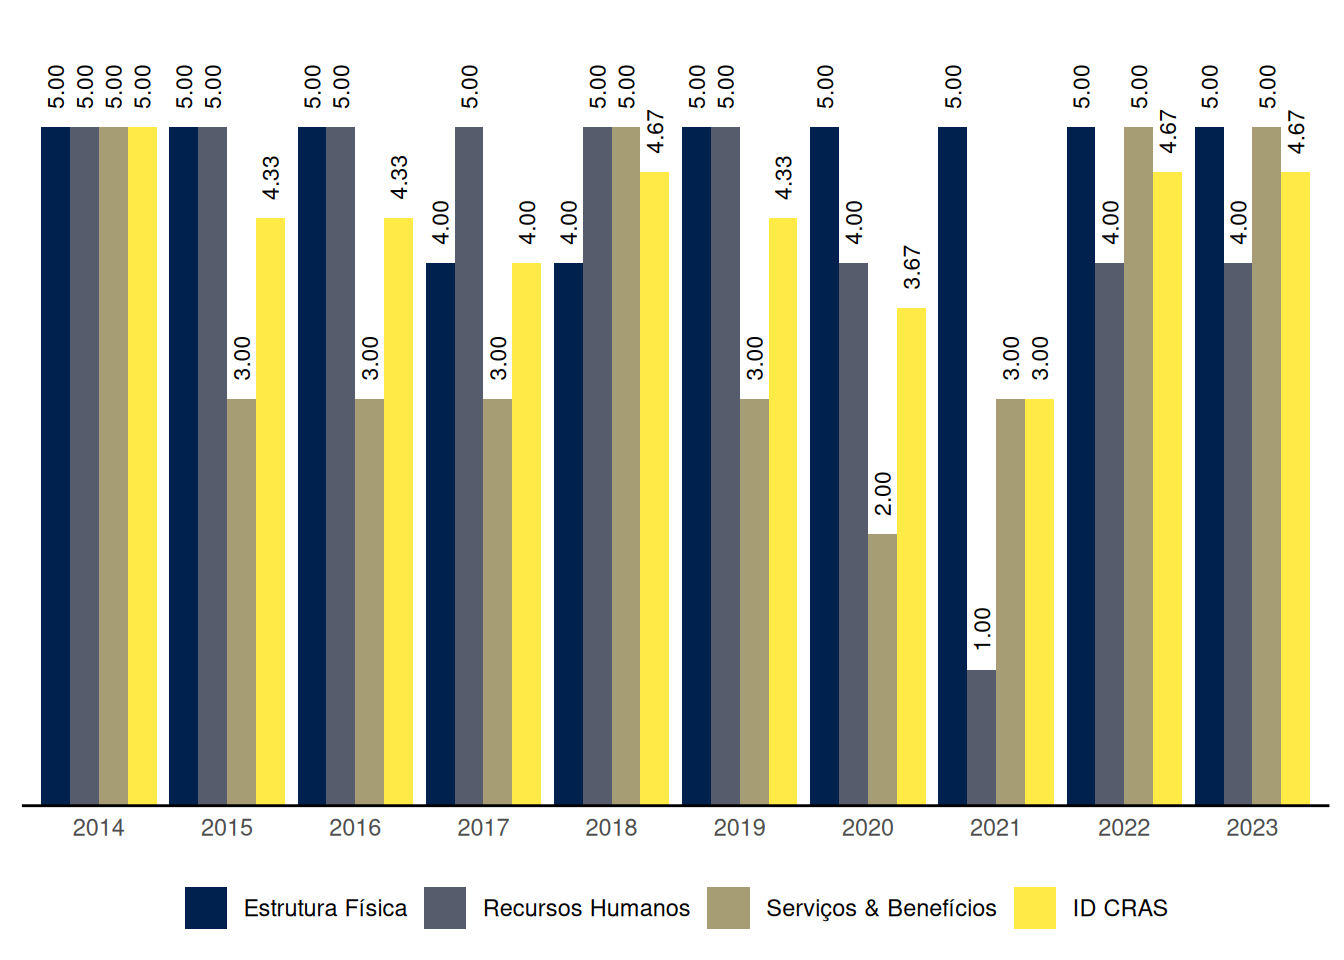 5.00 5.00 5.00 5.00 5.00 5.00 3.00 4.33 5.00 5.00 3.00 4.33 4.00 5.00 3.00 4.00 4.00 5.00 5.00 4.67 5.00 5.00 3.00 4.33 5.00 4.00 2.00 3.67 5.00 1.00 3.00 3.00 5.00 4.00 5.00 4.67 5.00 4.00 5.00 4.67
2014 2015 2016 2017 2018 2019 2020 2021 2022 2023
Estrutura Física Recursos Humanos Serviços & Benefícios ID CRAS